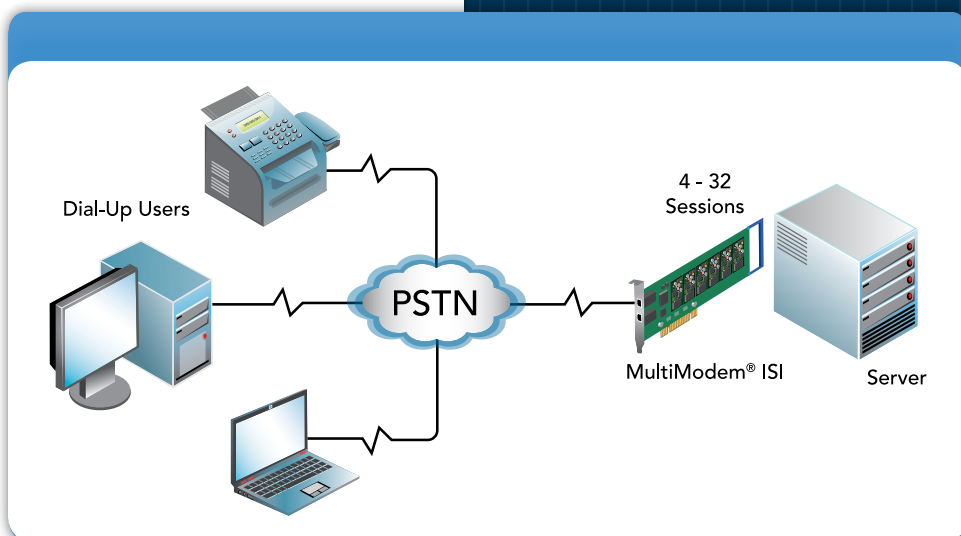 Dial-Up Users
PSTN
4 - 32
Sessions
MultiModem® ISI
Server